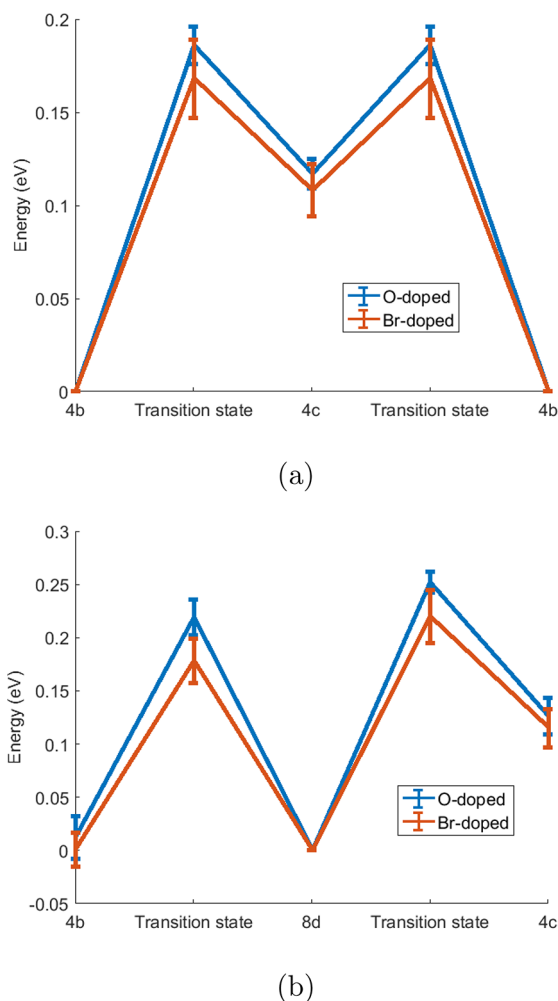 0.2
0.15
0.1
0.05
0
Energy (eV)
O-doped
Br-doped
4b Transition state 4c Transition state 4b
(a)
0.3
0.25
0.2
0.15
0.1
0.05
0
-0.05
Energy (eV)
O-doped
Br-doped
4b Transition state 8d Transition state 4c
(b)